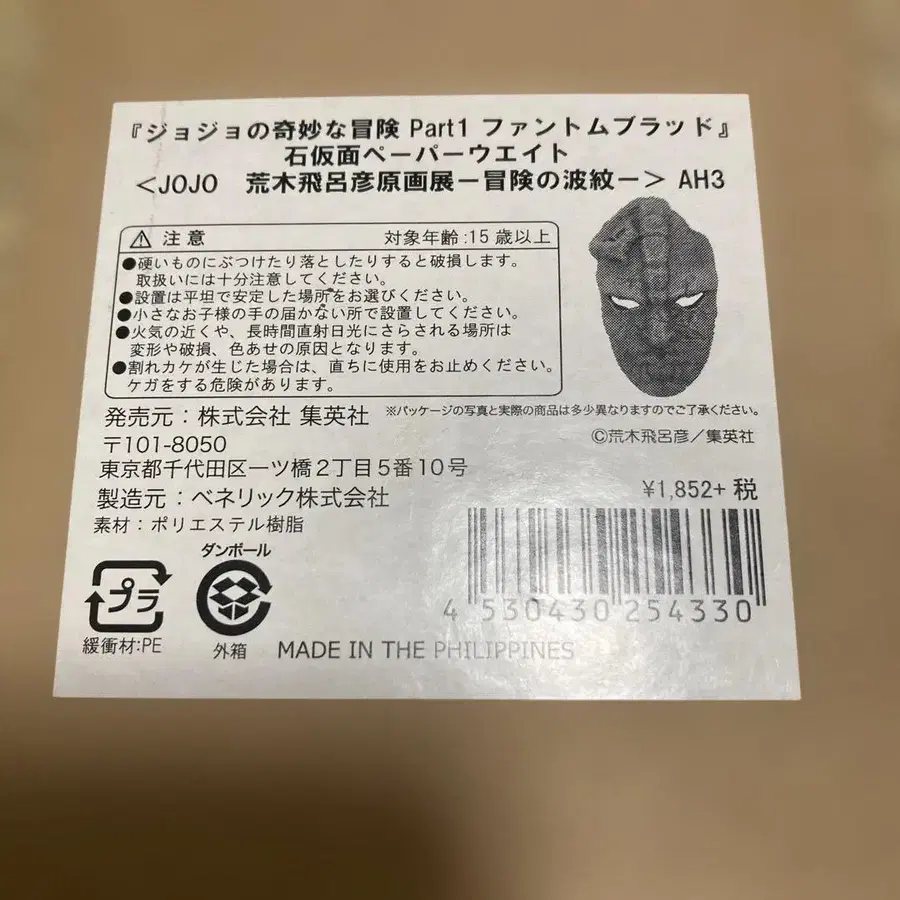 『ジョジョの奇妙な冒険 Part1 ファントムブラッド』
石仮面ペーパーウエイト
＜JOJO　荒木飛呂彦原画展－冒険の波紋－＞ AH3
⚠ 注意　対象年齢：15歳以上
●硬いものにぶつけたり落としたりすると破損します。
取扱いには十分注意してください。
●設置は平坦で安定した場所をお選びください。
●小さなお子様の手の届かない所で設置してください。
●火気の近くや、長時間直射日光にさらされる場所は
変形や破損、色あせの原因となります。
●割れカケが生じた場合は、直ちに使用をお止めください。
ケガをする危険があります。
発売元：株式会社 集英社
※パッケージの写真と実際の商品は多少異なりますのでご了承ください。
〒101-8050
©荒木飛呂彦／集英社
東京都千代田区一ツ橋2丁目5番10号
¥1,852+ 税
製造元：ベネリック株式会社
素材：ポリエステル樹脂
4 530430 254330
ダンボール
プラ
緩衝材:PE
外箱
MADE IN THE PHILIPPINES